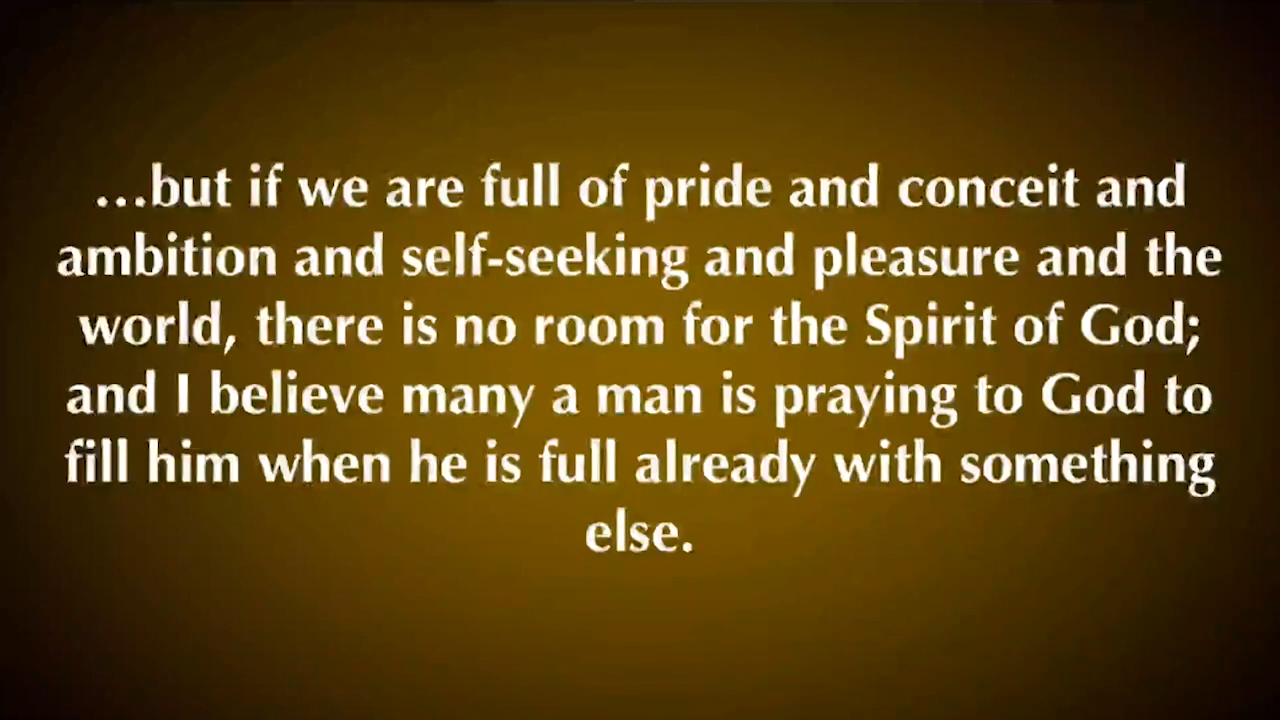 ...but if we are full of pride and conceit and
ambition and self-seeking and pleasure and the
world, there is no room for the Spirit of God;
and I believe many a man is praying to God to
fill him when he is full already with something
else.